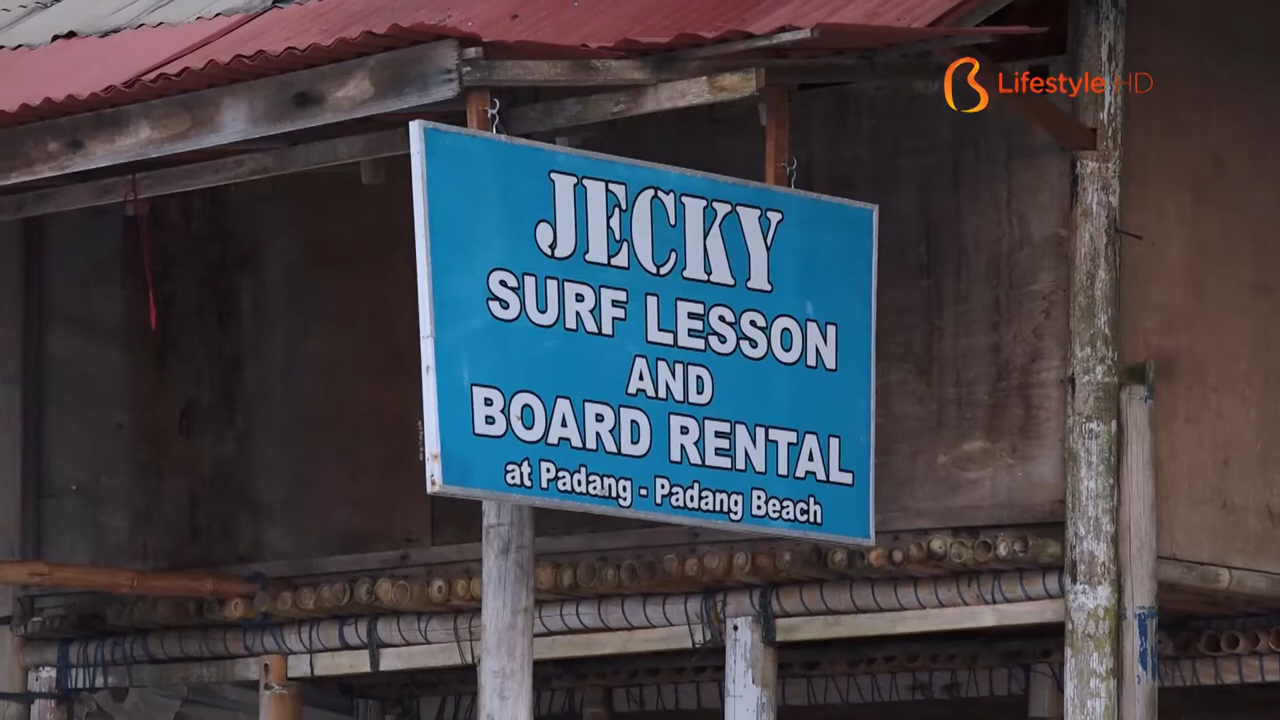 Lifestyle HD
JECKY
SURF LESSON
AND
BOARD RENTAL
at Padang - Padang Beach